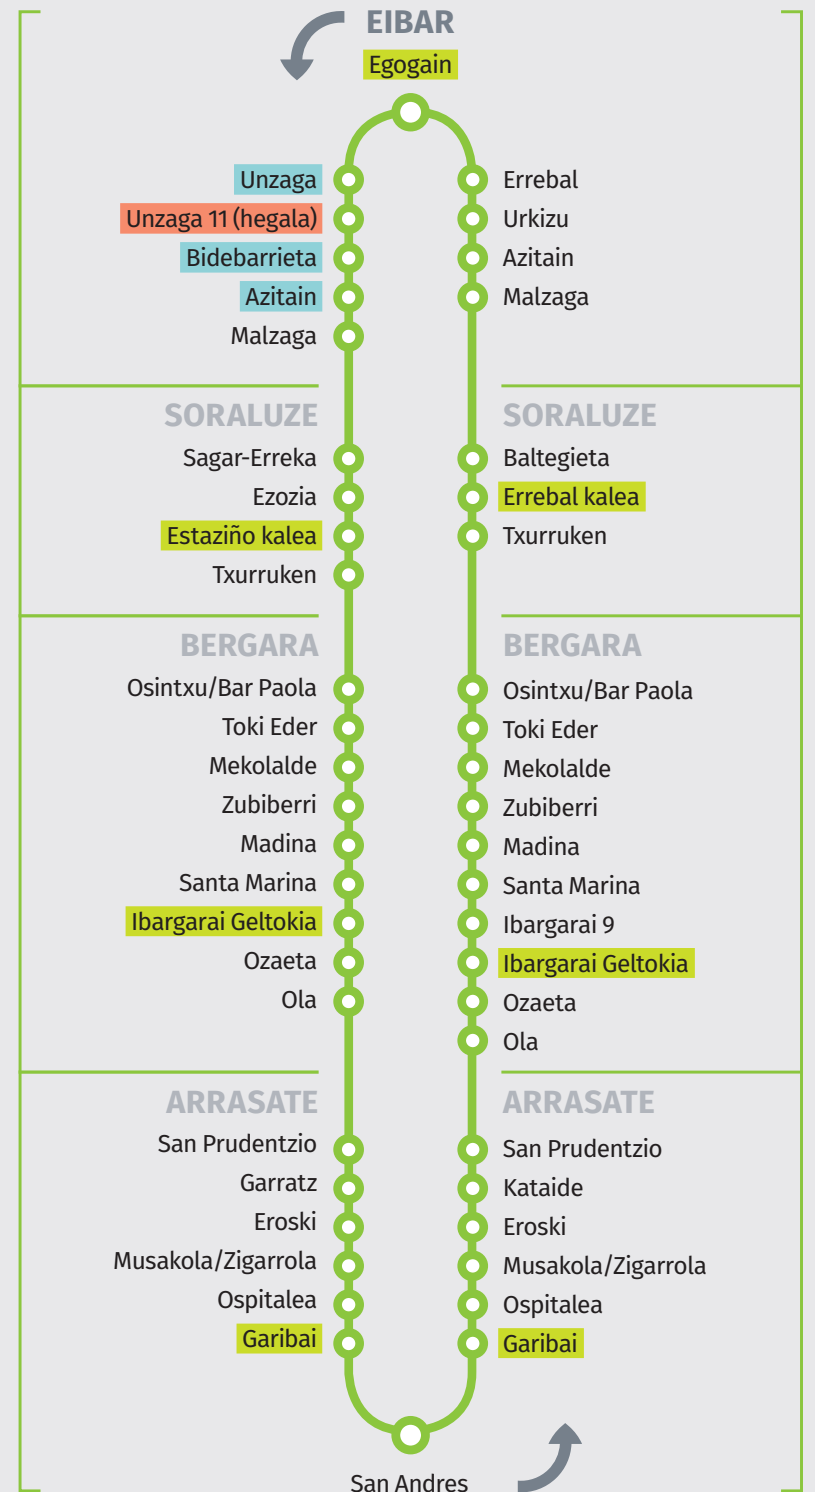 EIBAR
Egogain
Unzaga
Unzaga 11 (hegala)
Bidebarrieta
Azitain
Malzaga
SORALUZE
Sagar-Erreka
Ezozia
Estaziño kalea
Txurruken
BERGARA
Osintxu/Bar Paola
Toki Eder
Mekolalde
Zubiberri
Madina
Santa Marina
Ibargarai Geltokia
Ozaeta
Ola
ARRASATE
San Prudentzio
Garratz
Eroski
Musakola/Zigarrola
Ospitalea
Garibai
Errebal
Urkizu
Azitain
Malzaga
SORALUZE
Baltegieta
Errebal kalea
Txurruken
BERGARA
Osintxu/Bar Paola
Toki Eder
Mekolalde
Zubiberri
Madina
Santa Marina
Ibargarai 9
Ibargarai Geltokia
Ozaeta
Ola
ARRASATE
San Prudentzio
Kataide
Eroski
Musakola/Zigarrola
Ospitalea
Garibai
San Andres